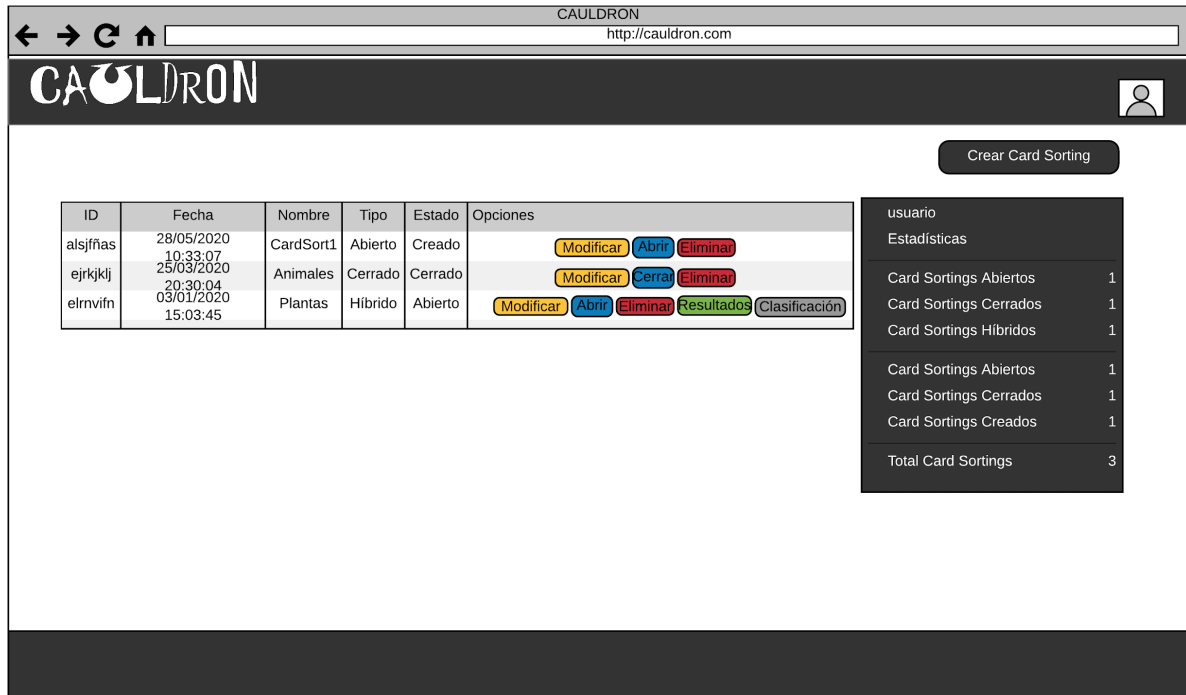 CAULDRON
http://cauldron.com
CAULDRON
Crear Card Sorting
ID Fecha Nombre Tipo Estado Opciones
alsjfñas 28/05/2020 10:33:07 CardSort1 Abierto Creado Modificar Abrir Eliminar
ejrkjklj 25/03/2020 20:30:04 Animales Cerrado Cerrado Modificar Cerrar Eliminar
elrnvifn 03/01/2020 15:03:45 Plantas Híbrido Abierto Modificar Abrir Eliminar Resultados Clasificación
usuario
Estadísticas
Card Sortings Abiertos 1
Card Sortings Cerrados 1
Card Sortings Híbridos 1
Card Sortings Abiertos 1
Card Sortings Cerrados 1
Card Sortings Creados 1
Total Card Sortings 3